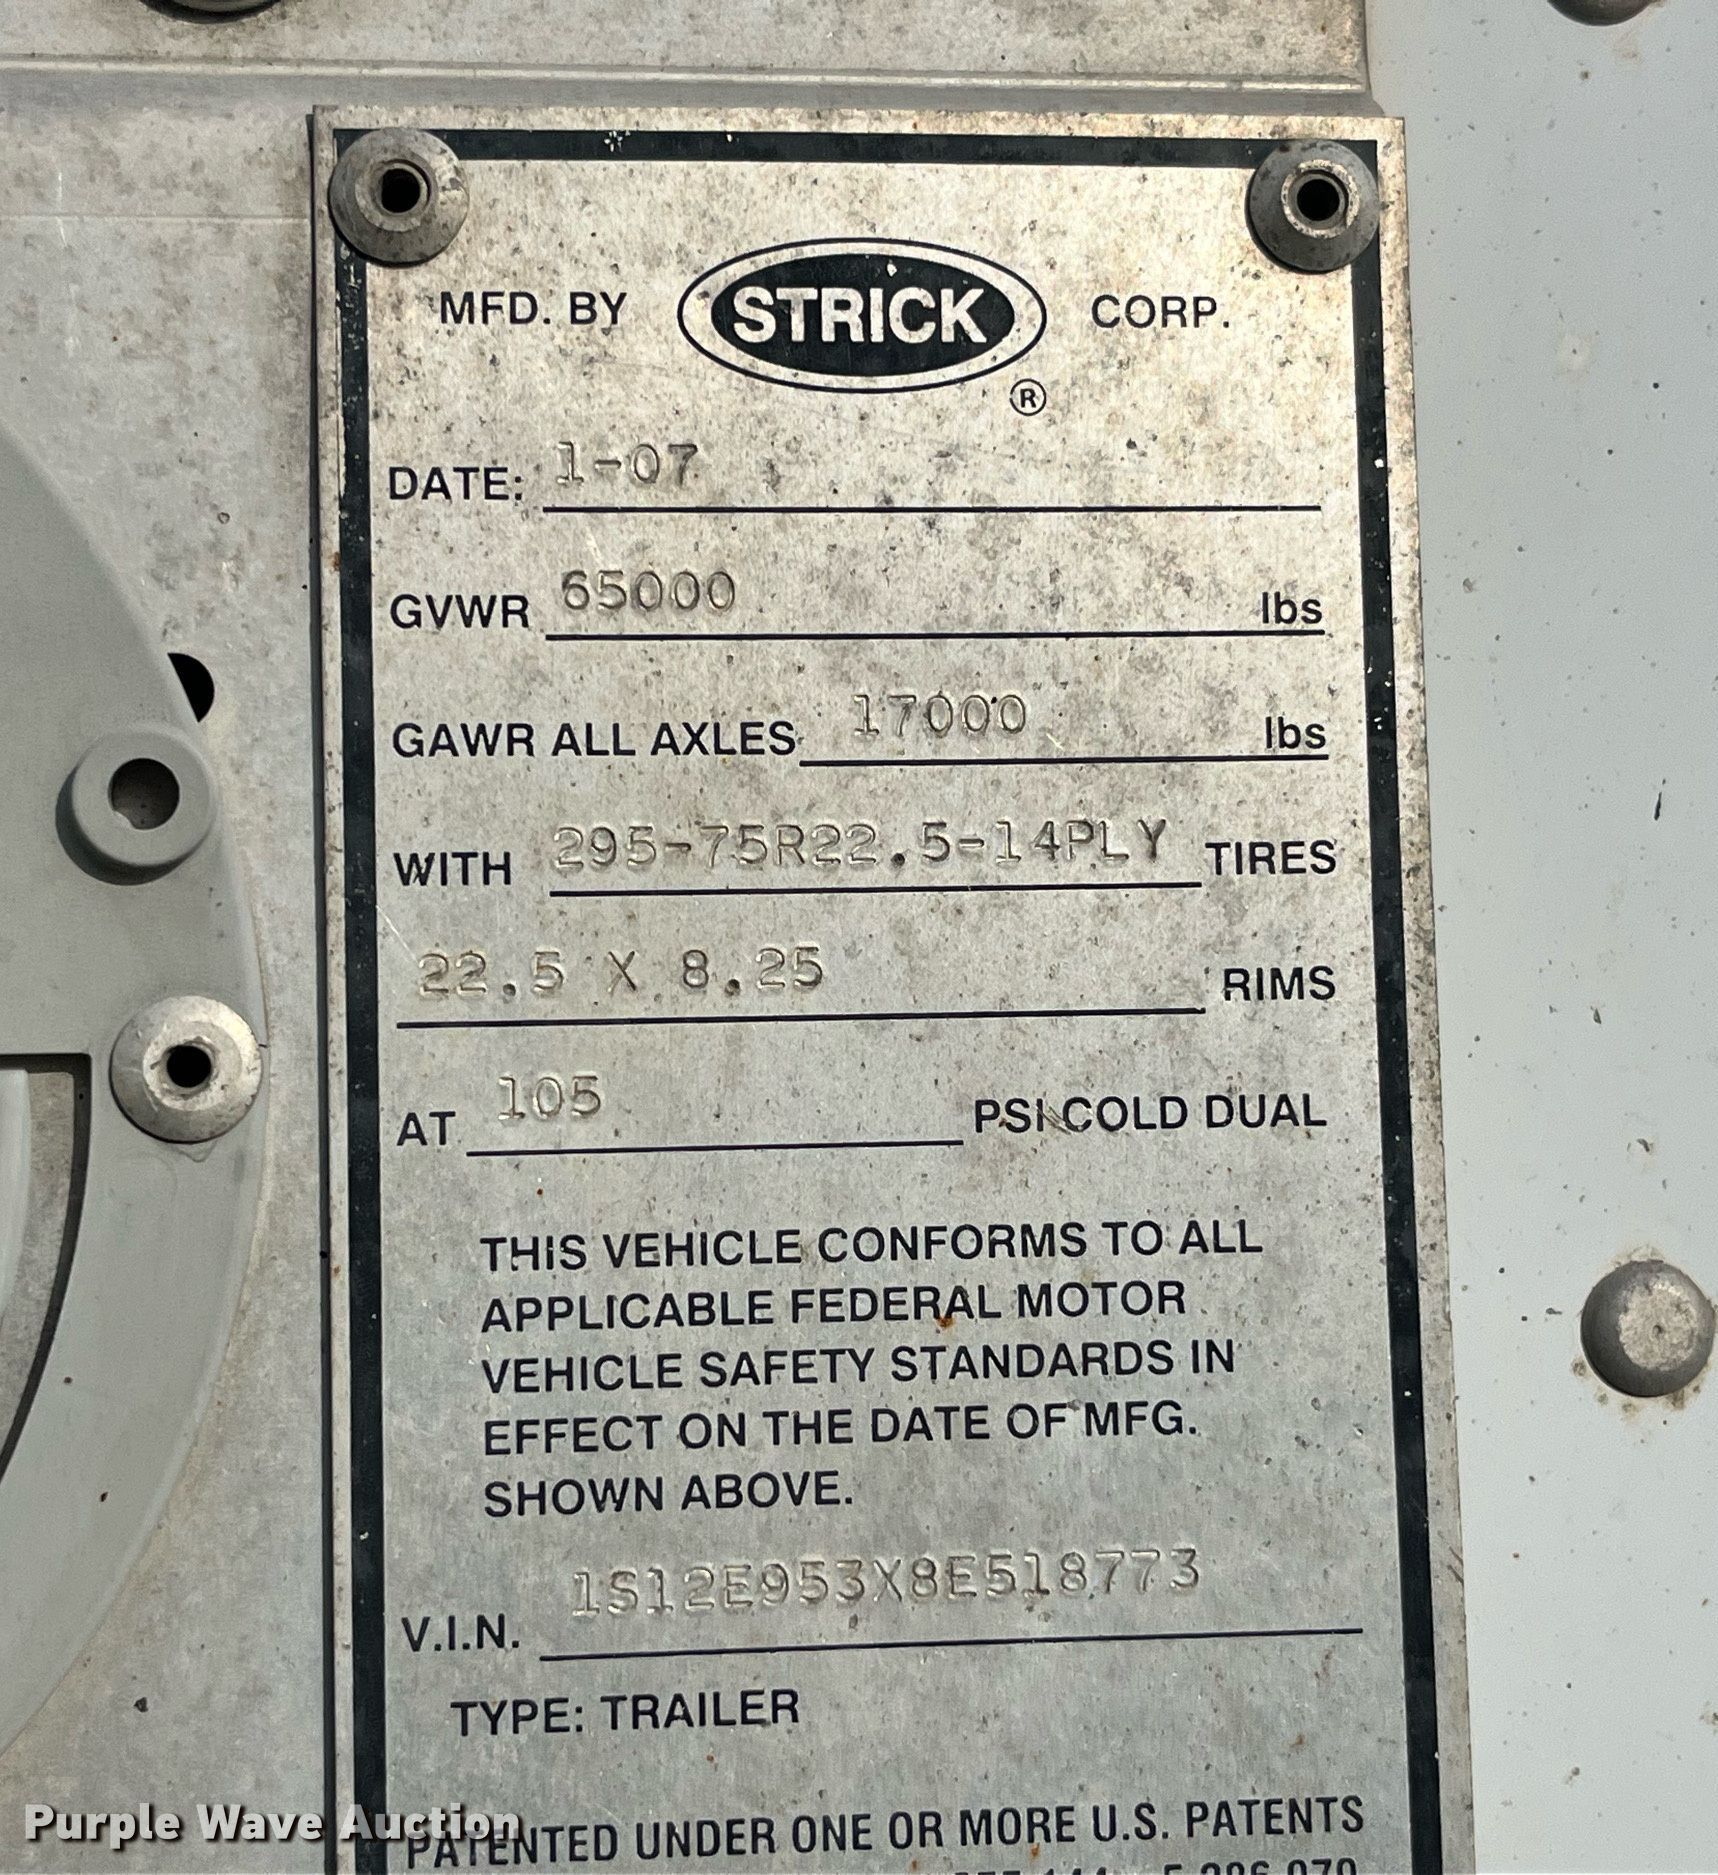 MFD. BY STRICK CORP.
®
DATE: 1-07
GVWR 65000 lbs
GAWR ALL AXLES 17000 lbs
WITH 295-75R22.5-14PLY TIRES
22.5 X 8.25 RIMS
AT 105 PSI COLD DUAL
THIS VEHICLE CONFORMS TO ALL
APPLICABLE FEDERAL MOTOR
VEHICLE SAFETY STANDARDS IN
EFFECT ON THE DATE OF MFG.
SHOWN ABOVE.
V.I.N. 1S12E953X8E518773
TYPE: TRAILER
PATENTED UNDER ONE OR MORE U.S. PATENTS
Purple Wave Auction